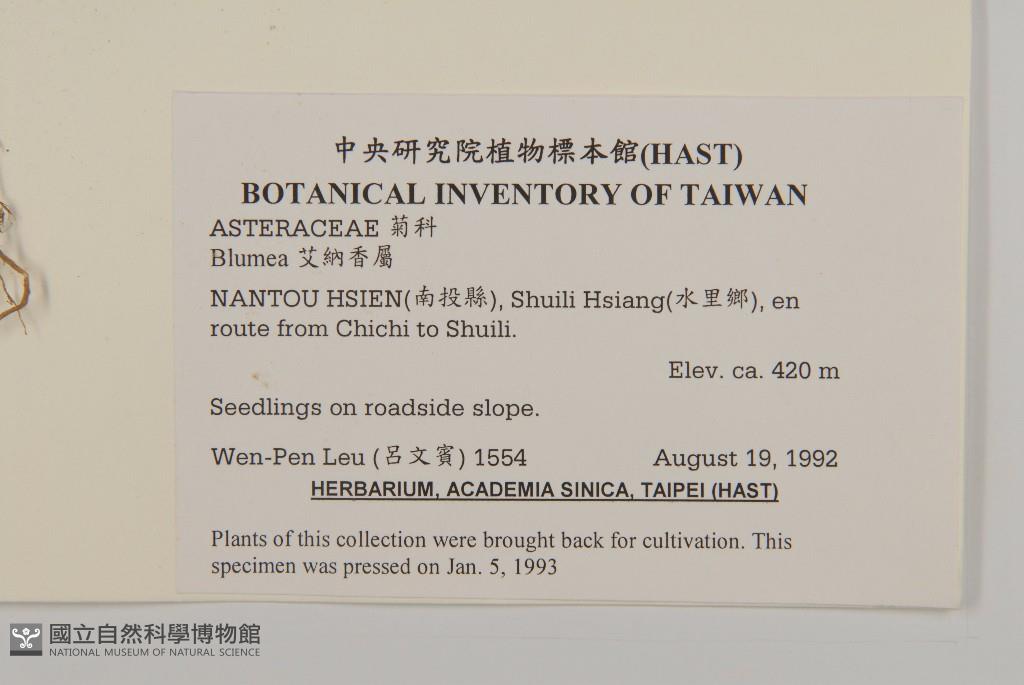 中央研究院植物標本館(HAST)
BOTANICAL INVENTORY OF TAIWAN
ASTERACEAE 菊科
Blumea 艾納香屬
NANTOU HSIEN(南投縣), Shuili Hsiang(水里鄉), en
route from Chichi to Shuili.
Elev. ca. 420 m
Seedlings on roadside slope.
Wen-Pen Leu (呂文賓) 1554 August 19, 1992
HERBARIUM, ACADEMIA SINICA, TAIPEI (HAST)
Plants of this collection were brought back for cultivation. This
specimen was pressed on Jan. 5, 1993
國立自然科學博物館
NATIONAL MUSEUM OF NATURAL SCIENCE